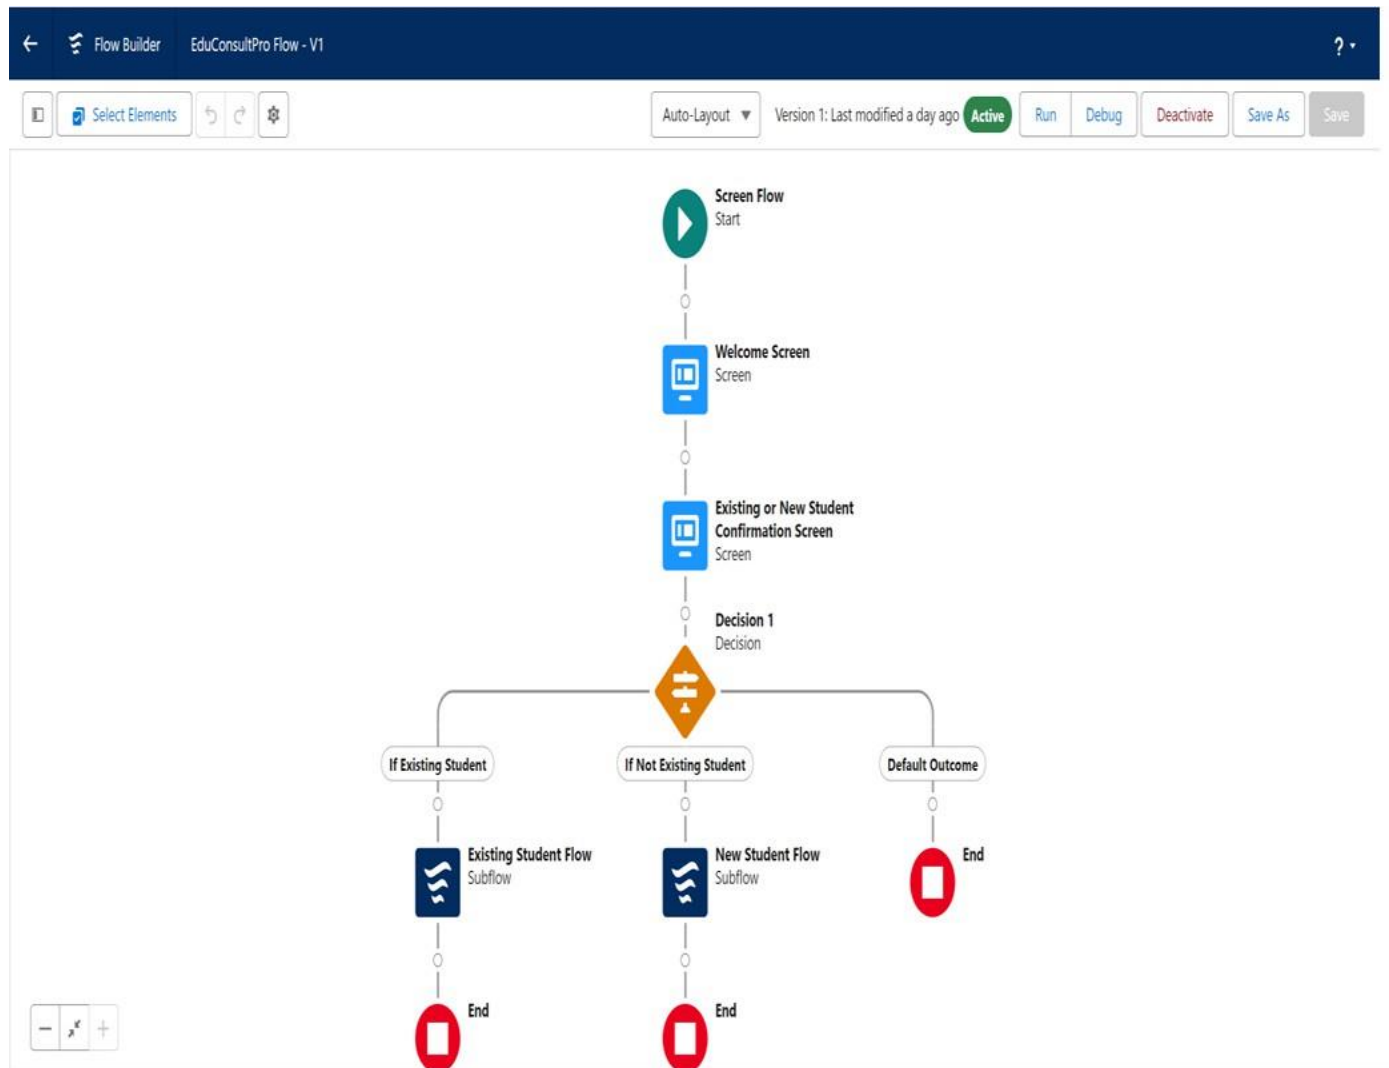 Flow Builder EduConsultPro Flow - V1 ?
Select Elements Auto-Layout Version 1: Last modified a day ago Active Run Debug Deactivate Save As Save
Screen Flow
Start
Welcome Screen
Screen
Existing or New Student
Confirmation Screen
Screen
Decision 1
Decision
If Existing Student If Not Existing Student Default Outcome
Existing Student Flow New Student Flow End
Subflow Subflow
End End